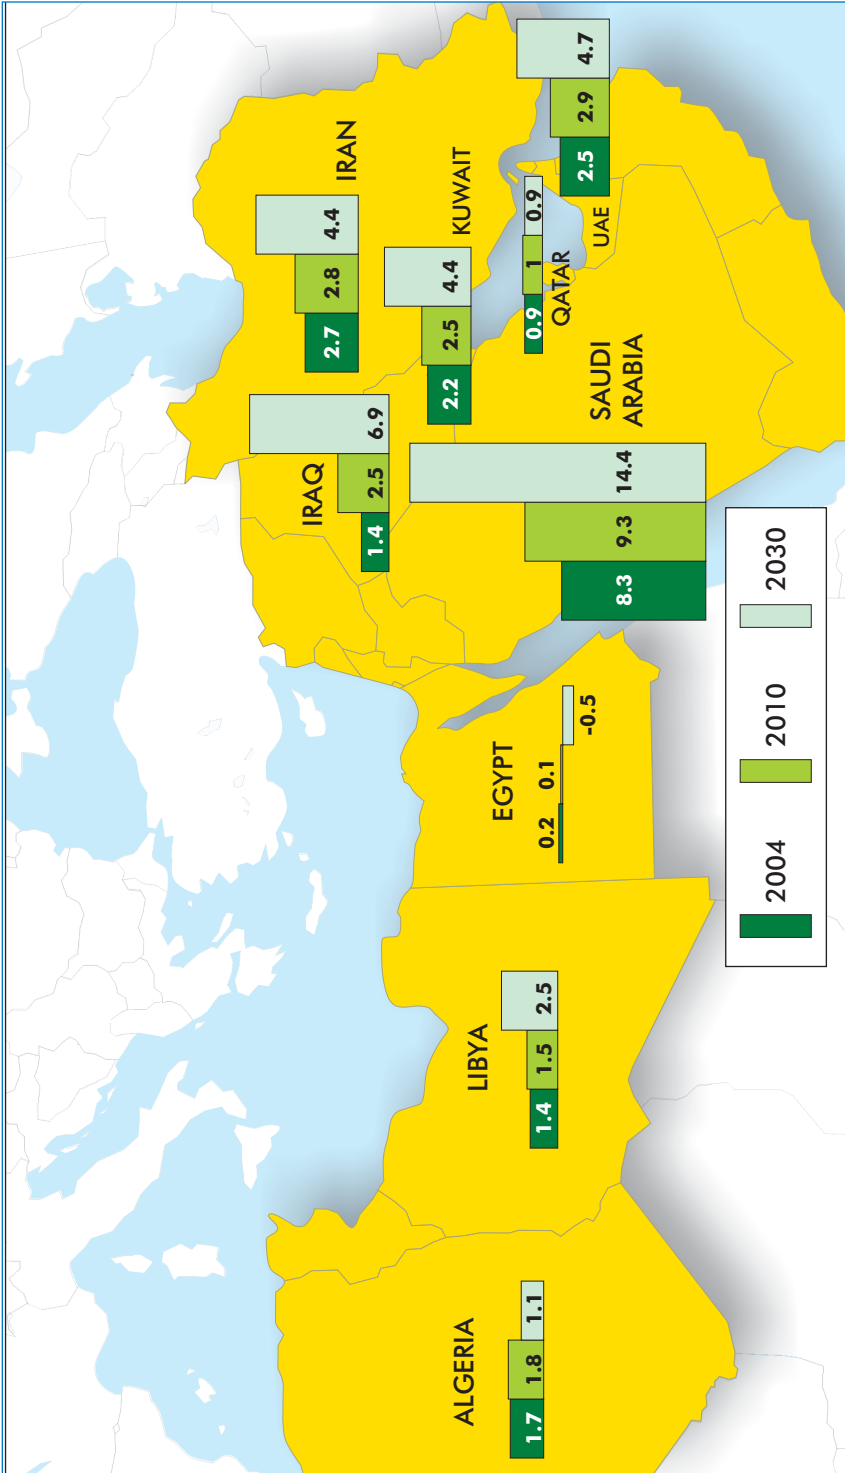 IRAN
2.7 2.8 4.4
KUWAIT
2.2 2.5 4.4
IRAQ
1.4 2.5 6.9
QATAR
0.9 1 0.9
UAE
2.5 2.9 4.7
SAUDI
ARABIA
8.3 9.3 14.4
EGYPT
0.2 0.1 -0.5
LIBYA
1.4 1.5 2.5
ALGERIA
1.7 1.8 1.1
2004 2010 2030